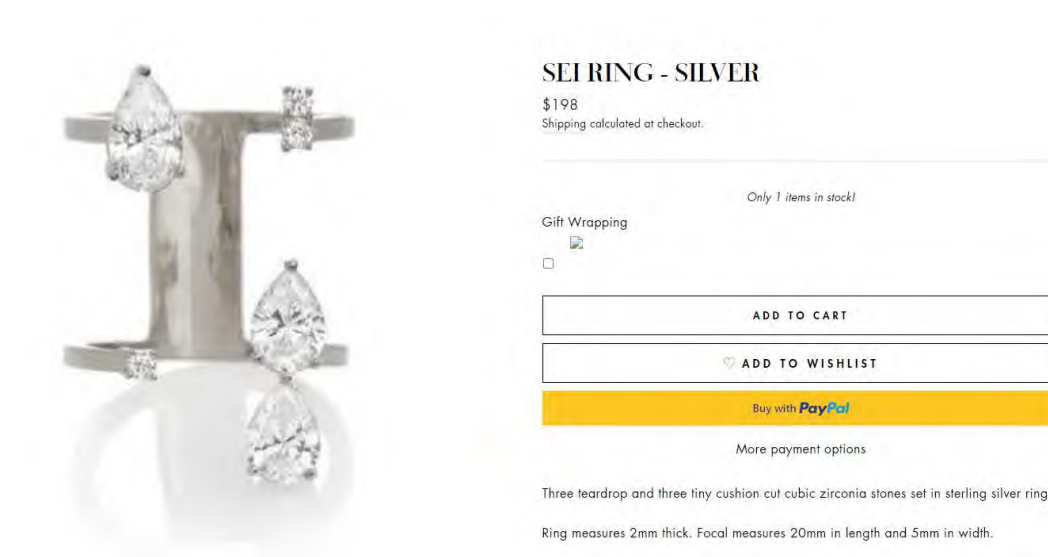 SEI RING - SILVER
$198
Shipping calculated at checkout.
Only 1 items in stock!
Gift Wrapping
ADD TO CART
♡ ADD TO WISHLIST
Buy with PayPal
More payment options
Three teardrop and three tiny cushion cut cubic zirconia stones set in sterling silver ring
Ring measures 2mm thick. Focal measures 20mm in length and 5mm in width.